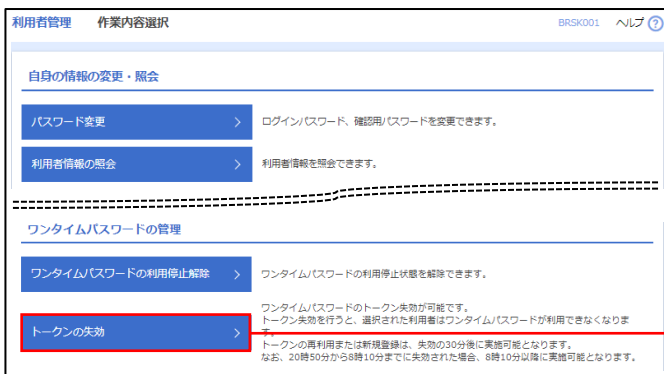 利用者管理 作業内容選択 BRSK001 ヘルプ ?
自身の情報の変更・照会
パスワード変更 ログインパスワード、確認用パスワードを変更できます。
利用者情報の照会 利用者情報を照会できます。
ワンタイムパスワードの管理
ワンタイムパスワードの利用停止解除 ワンタイムパスワードの利用停止状態を解除できます。
ワンタイムパスワードのトークン失効が可能です。
トークン失効を行うと、選択された利用者はワンタイムパスワードが利用できなくなりま
す。
トークンの失効
トークンの再利用または新規登録は、失効の30分後に実施可能となります。
なお、20時50分から8時10分までに失効された場合、8時10分以降に実施可能となります。